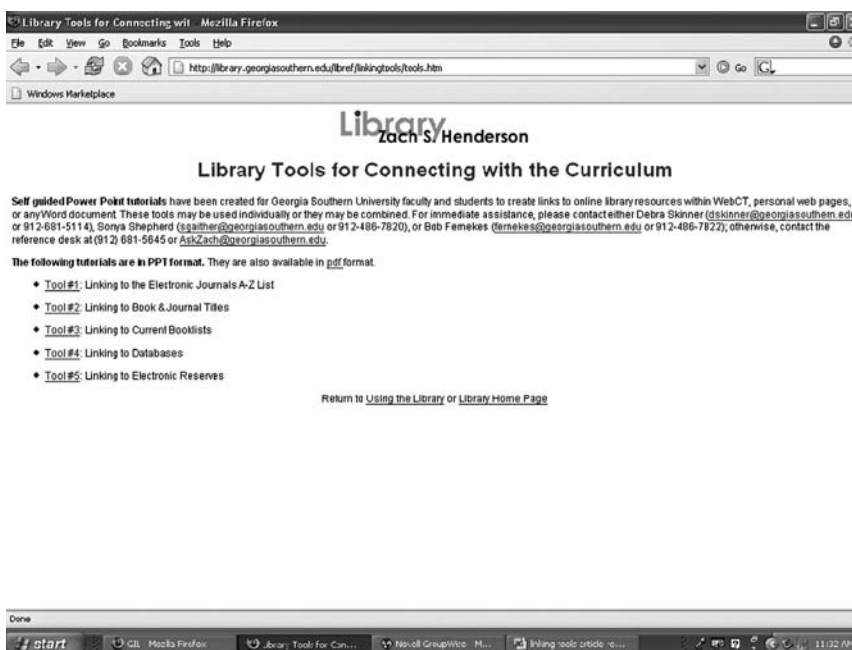 Library Tools for Connecting wit Mozilla Firefox
File Edit View Go Bookmarks Tools Help
http://library.georgiasouthern.edu/libref/linkingtools/tools.htm Go
Windows Marketplace
Library
Zach S. Henderson
Library Tools for Connecting with the Curriculum
Self guided Power Point tutorials have been created for Georgia Southern University faculty and students to create links to online library resources within WebCT, personal web pages,
or any Word document. These tools may be used individually or they may be combined. For immediate assistance, please contact either Debra Skinner (dskinner@georgiasouthern.edu
or 912-681-5114), Sonya Shepherd (sgaither@georgiasouthern.edu or 912-486-7820), or Bob Fernekes (fernekes@georgiasouthern.edu or 912-486-7822); otherwise, contact the
reference desk at (912) 681-5645 or AskZach@georgiasouthern.edu.
The following tutorials are in PPT format. They are also available in pdf format.
Tool #1: Linking to the Electronic Journals A-Z List
Tool #2: Linking to Book & Journal Titles
Tool #3: Linking to Current Booklists
Tool #4: Linking to Databases
Tool #5: Linking to Electronic Reserves
Return to Using the Library or Library Home Page
Done
start GIL Mozilla Firefox Library Tools for Con... Novell GroupWise M... linking tools article re... 11:32 AM